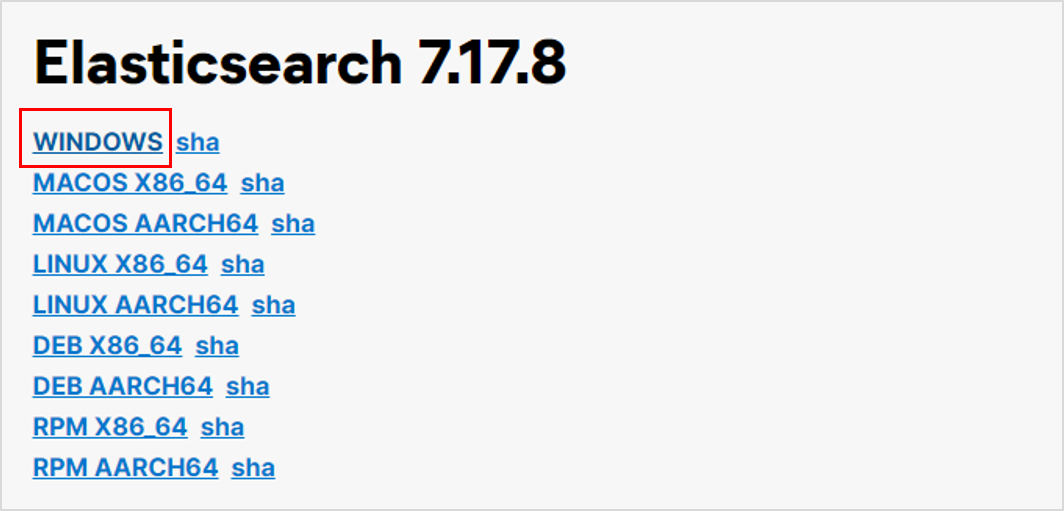 Elasticsearch 7.17.8
WINDOWS sha
MACOS X86_64 sha
MACOS AARCH64 sha
LINUX X86_64 sha
LINUX AARCH64 sha
DEB X86_64 sha
DEB AARCH64 sha
RPM X86_64 sha
RPM AARCH64 sha